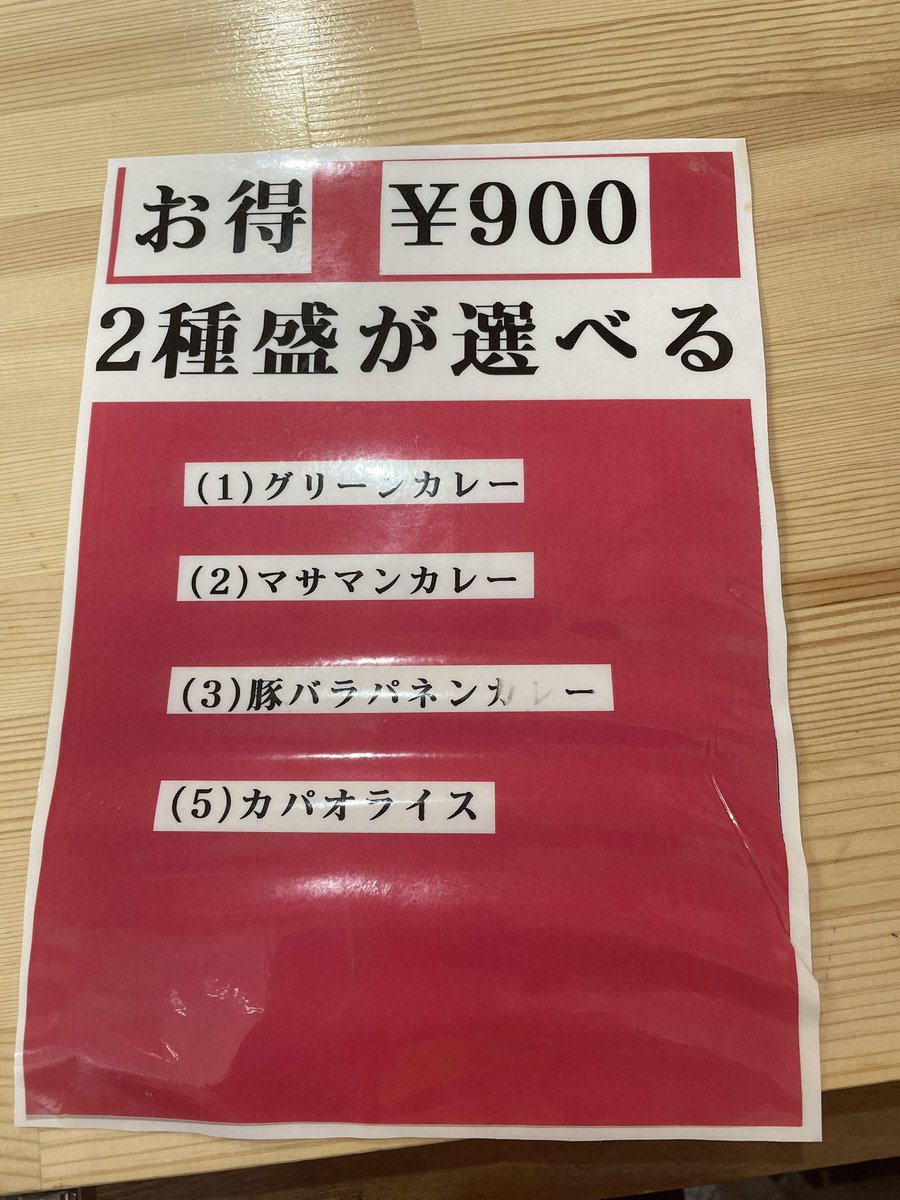 お得 ¥900
2種盛が選べる
(1)グリーンカレー
(2)マサマンカレー
(3)豚バラパネンカレー
(5)カパオライス